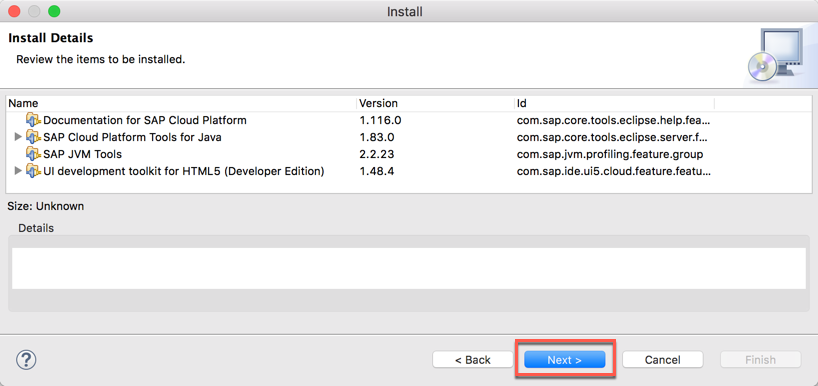 Install
Install Details
Review the items to be installed.
Name Version Id
Documentation for SAP Cloud Platform 1.116.0 com.sap.core.tools.eclipse.help.fea...
SAP Cloud Platform Tools for Java 1.83.0 com.sap.core.tools.eclipse.server.f...
SAP JVM Tools 2.2.23 com.sap.jvm.profiling.feature.group
UI development toolkit for HTML5 (Developer Edition) 1.48.4 com.sap.ide.ui5.cloud.feature.featu...
Size: Unknown
Details
? < Back Next > Cancel Finish